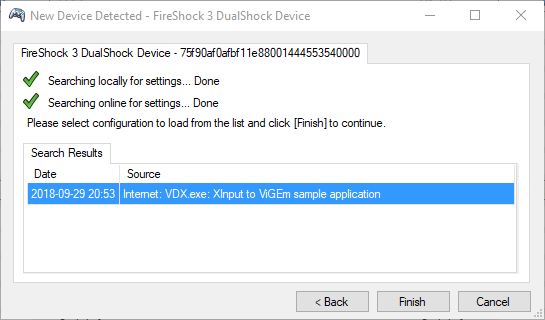 New Device Detected - FireShock 3 DualShock Device
FireShock 3 DualShock Device - 75f90af0afbf11e88001444553540000
Searching locally for settings... Done
Searching online for settings... Done
Please select configuration to load from the list and click [Finish] to continue.
Search Results
Date Source
2018-09-29 20:53 Internet: VDX.exe: XInput to ViGEm sample application
< Back Finish Cancel